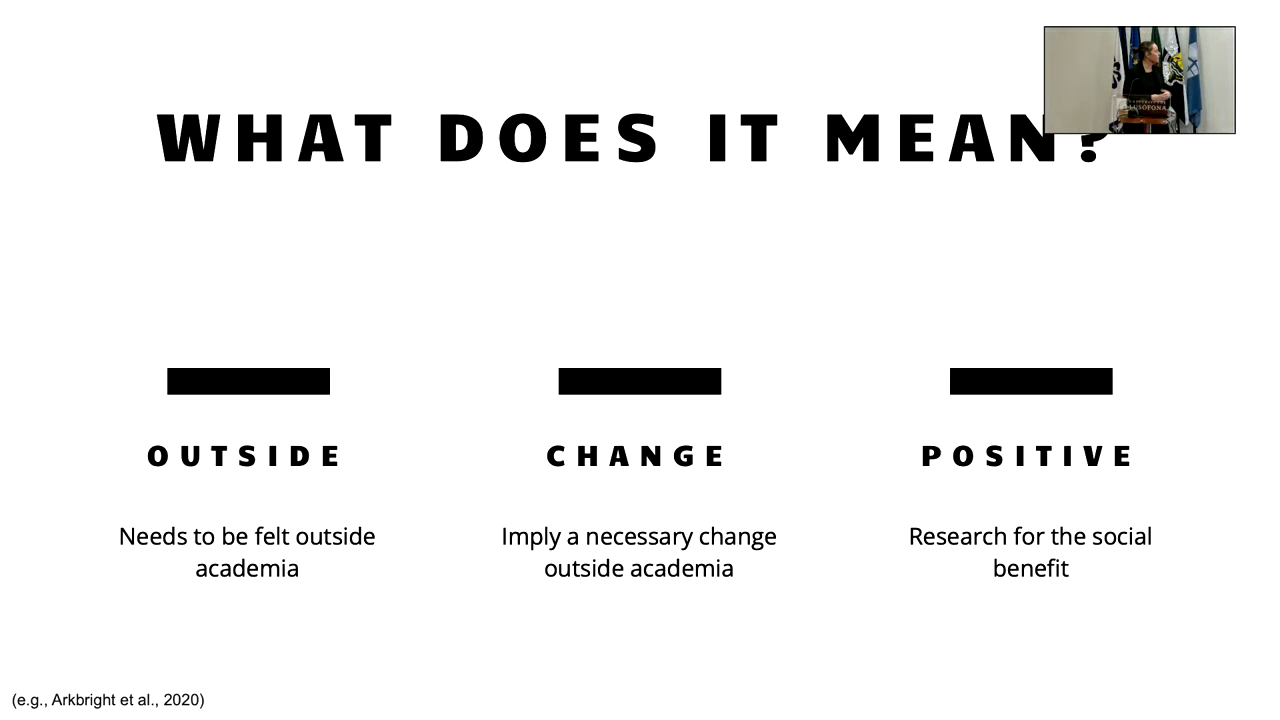 WHAT DOES IT MEAN?
LUSÓFONA
OUTSIDE
CHANGE
POSITIVE
Needs to be felt outside
academia
Imply a necessary change
outside academia
Research for the social
benefit
(e.g., Arkbright et al., 2020)